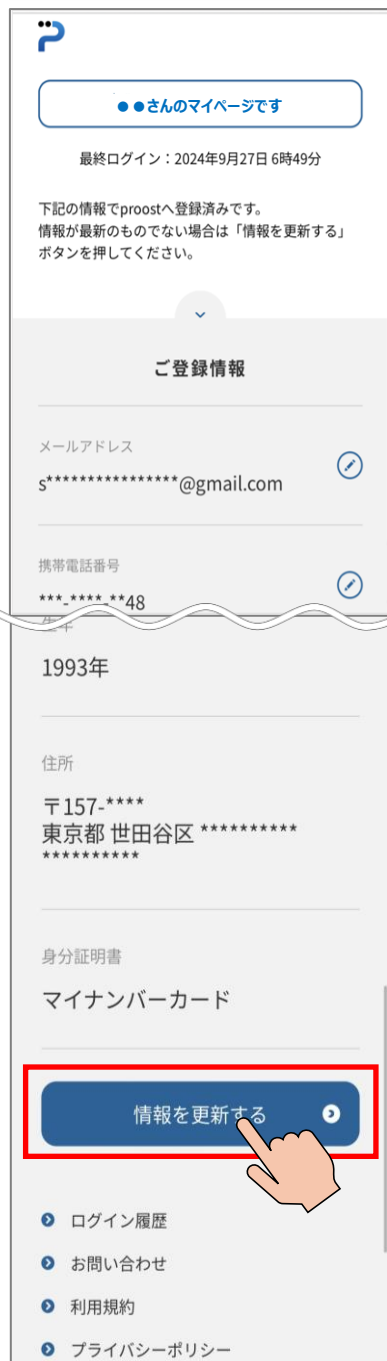 ●●さんのマイページです
最終ログイン：2024年9月27日 6時49分
下記の情報でproostへ登録済みです。
情報が最新のものでない場合は「情報を更新する」
ボタンを押してください。
ご登録情報
メールアドレス
s****************@gmail.com
携帯電話番号
***-****-**48
生年
1993年
住所
〒157-****
東京都 世田谷区 **********
**********
身分証明書
マイナンバーカード
情報を更新する
ログイン履歴
お問い合わせ
利用規約
プライバシーポリシー